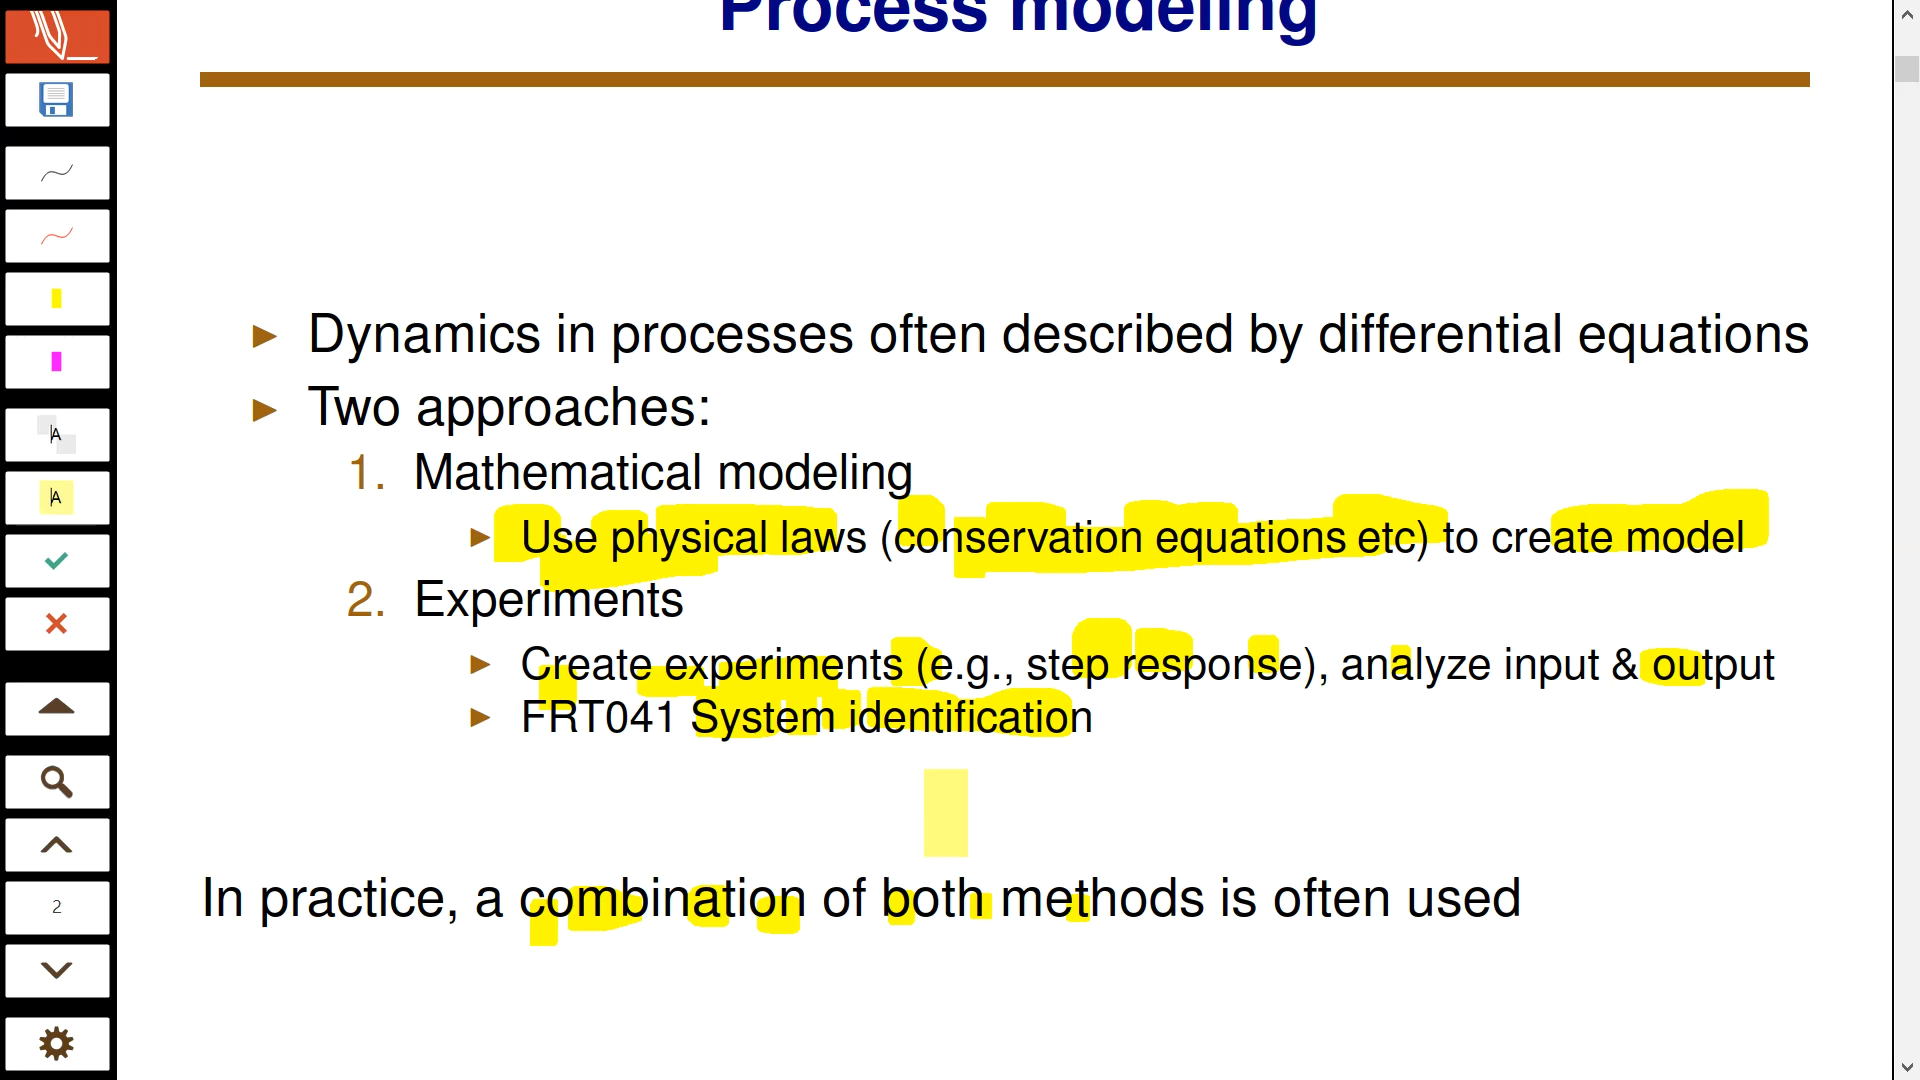 Process modeling
▶ Dynamics in processes often described by differential equations
▶ Two approaches:
1. Mathematical modeling
▶ Use physical laws (conservation equations etc) to create model
2. Experiments
▶ Create experiments (e.g., step response), analyze input & output
▶ FRT041 System identification
In practice, a combination of both methods is often used
A
A
2